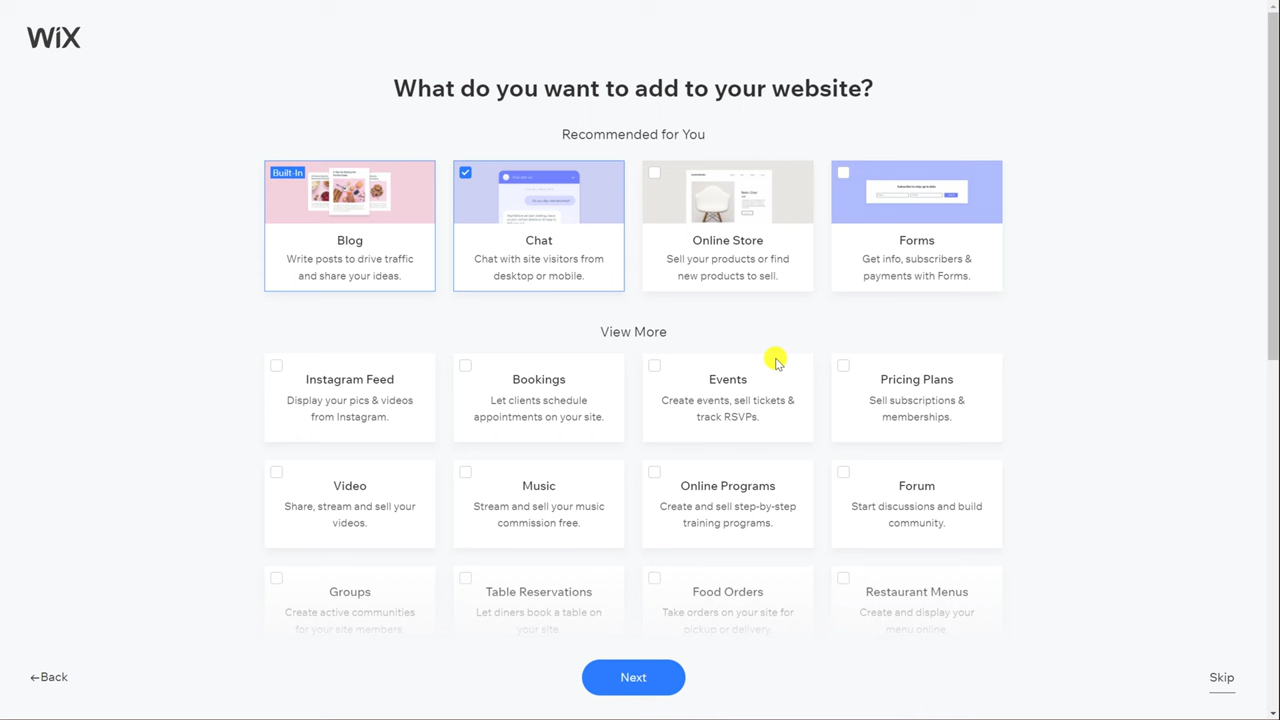 WiX
What do you want to add to your website?
Recommended for You
Built-In
Blog
Write posts to drive traffic
and share your ideas.
Chat
Chat with site visitors from
desktop or mobile.
Online Store
Sell your products or find
new products to sell.
Forms
Get info, subscribers &
payments with Forms.
View More
Instagram Feed
Display your pics & videos
from Instagram.
Bookings
Let clients schedule
appointments on your site.
Events
Create events, sell tickets &
track RSVPs.
Pricing Plans
Sell subscriptions &
memberships.
Video
Share, stream and sell your
videos.
Music
Stream and sell your music
commission free.
Online Programs
Create and sell step-by-step
training programs.
Forum
Start discussions and build
community.
Groups
Create active communities
for your site members.
Table Reservations
Let diners book a table on
your site.
Food Orders
Take orders on your site for
pickup or delivery.
Restaurant Menus
Create and display your
menu online.
←Back
Next
Skip